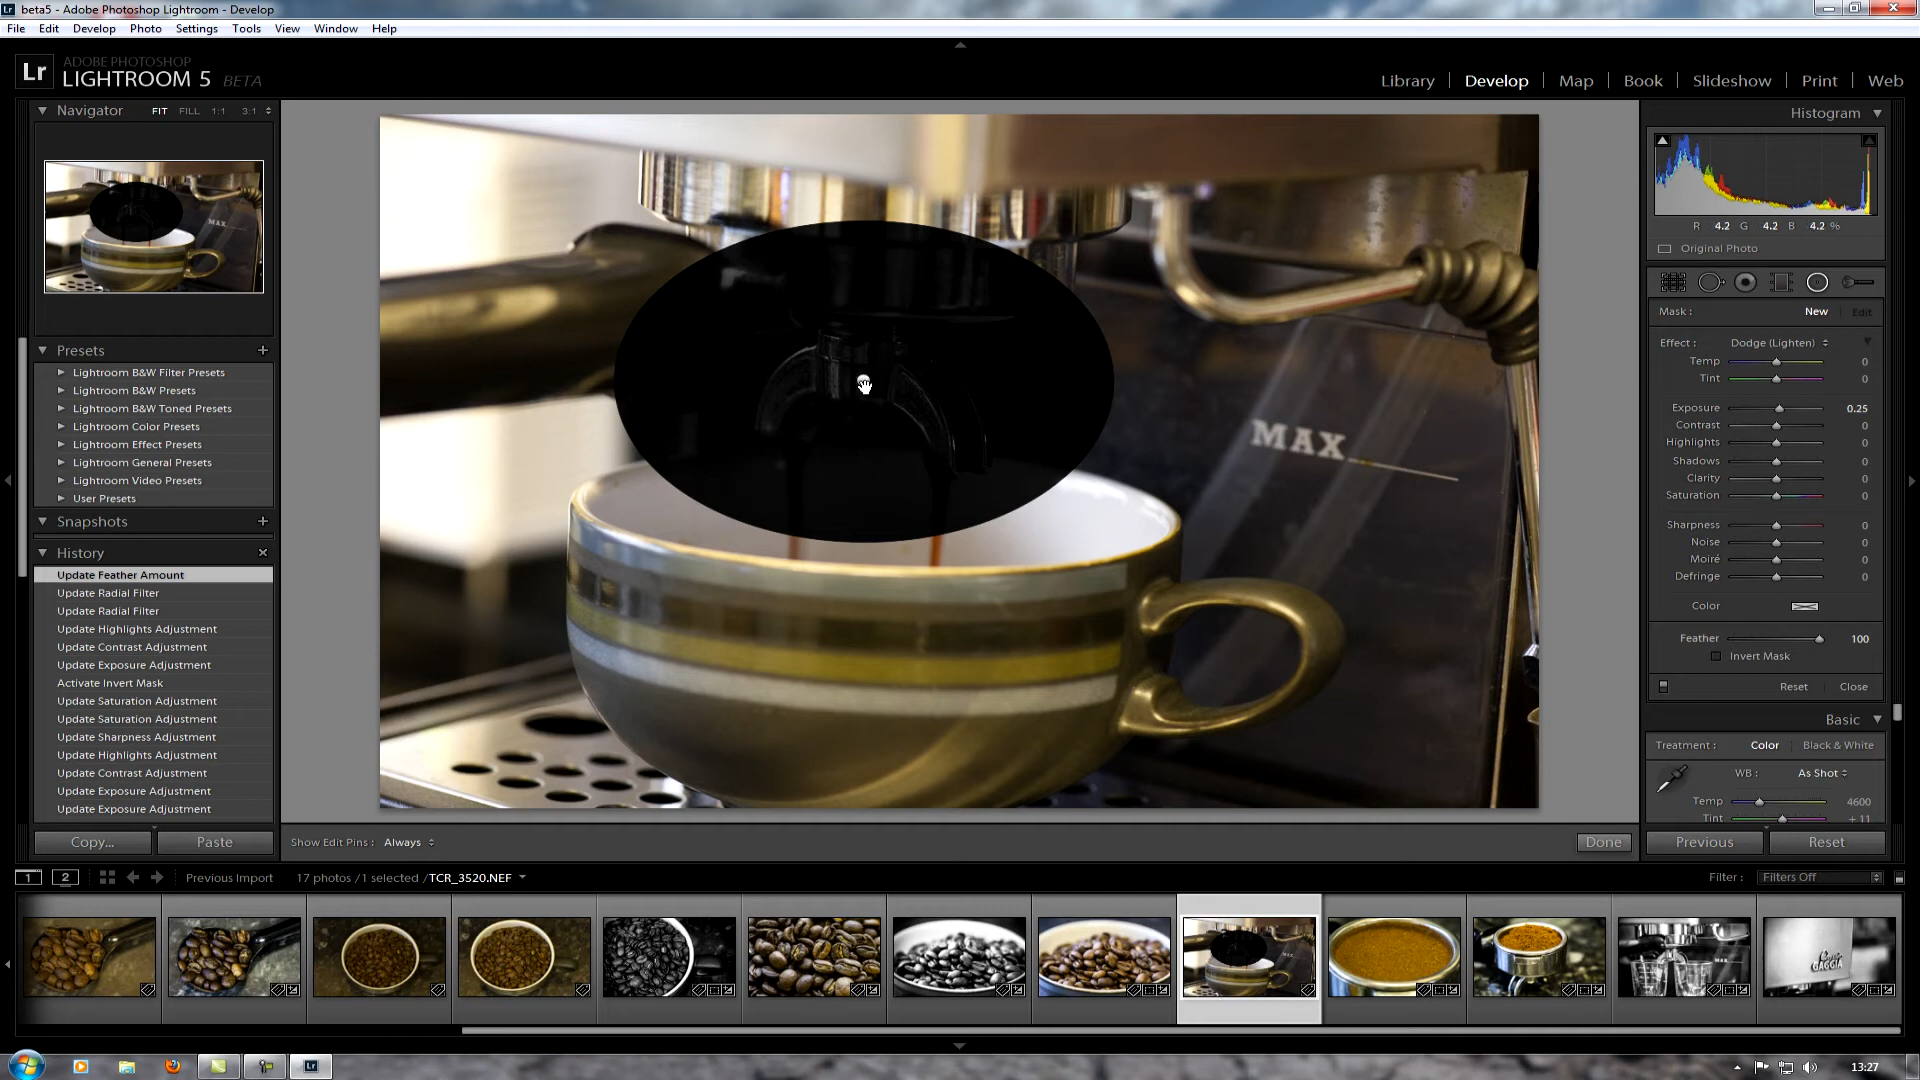 beta5 - Adobe Photoshop Lightroom - Develop
File Edit Develop Photo Settings Tools View Window Help
Lr ADOBE PHOTOSHOP
LIGHTROOM 5 BETA
Library Develop Map Book Slideshow Print Web
Navigator FIT FILL 1:1 3:1
Histogram
R 4.2 G 4.2 B 4.2 %
Original Photo
Mask : New Edit
Effect : Dodge (Lighten)
Temp 0
Tint 0
Exposure 0.25
Contrast 0
Highlights 0
Shadows 0
Clarity 0
Saturation 0
Sharpness 0
Noise 0
Moiré 0
Defringe 0
Color
Feather 100
Invert Mask
Reset Close
Basic
Treatment : Color Black & White
WB : As Shot
Temp 4600
Tint + 11
Previous Reset
Presets
Lightroom B&W Filter Presets
Lightroom B&W Presets
Lightroom B&W Toned Presets
Lightroom Color Presets
Lightroom Effect Presets
Lightroom General Presets
Lightroom Video Presets
User Presets
Snapshots
History
Update Feather Amount
Update Radial Filter
Update Radial Filter
Update Highlights Adjustment
Update Contrast Adjustment
Update Exposure Adjustment
Activate Invert Mask
Update Saturation Adjustment
Update Saturation Adjustment
Update Sharpness Adjustment
Update Highlights Adjustment
Update Contrast Adjustment
Update Exposure Adjustment
Update Exposure Adjustment
Copy... Paste
MAX
Show Edit Pins : Always
Done
1 2 Previous Import 17 photos /1 selected /TCR_3520.NEF
Filter : Filters Off
MAX
GAGGIA
Lr
13:27